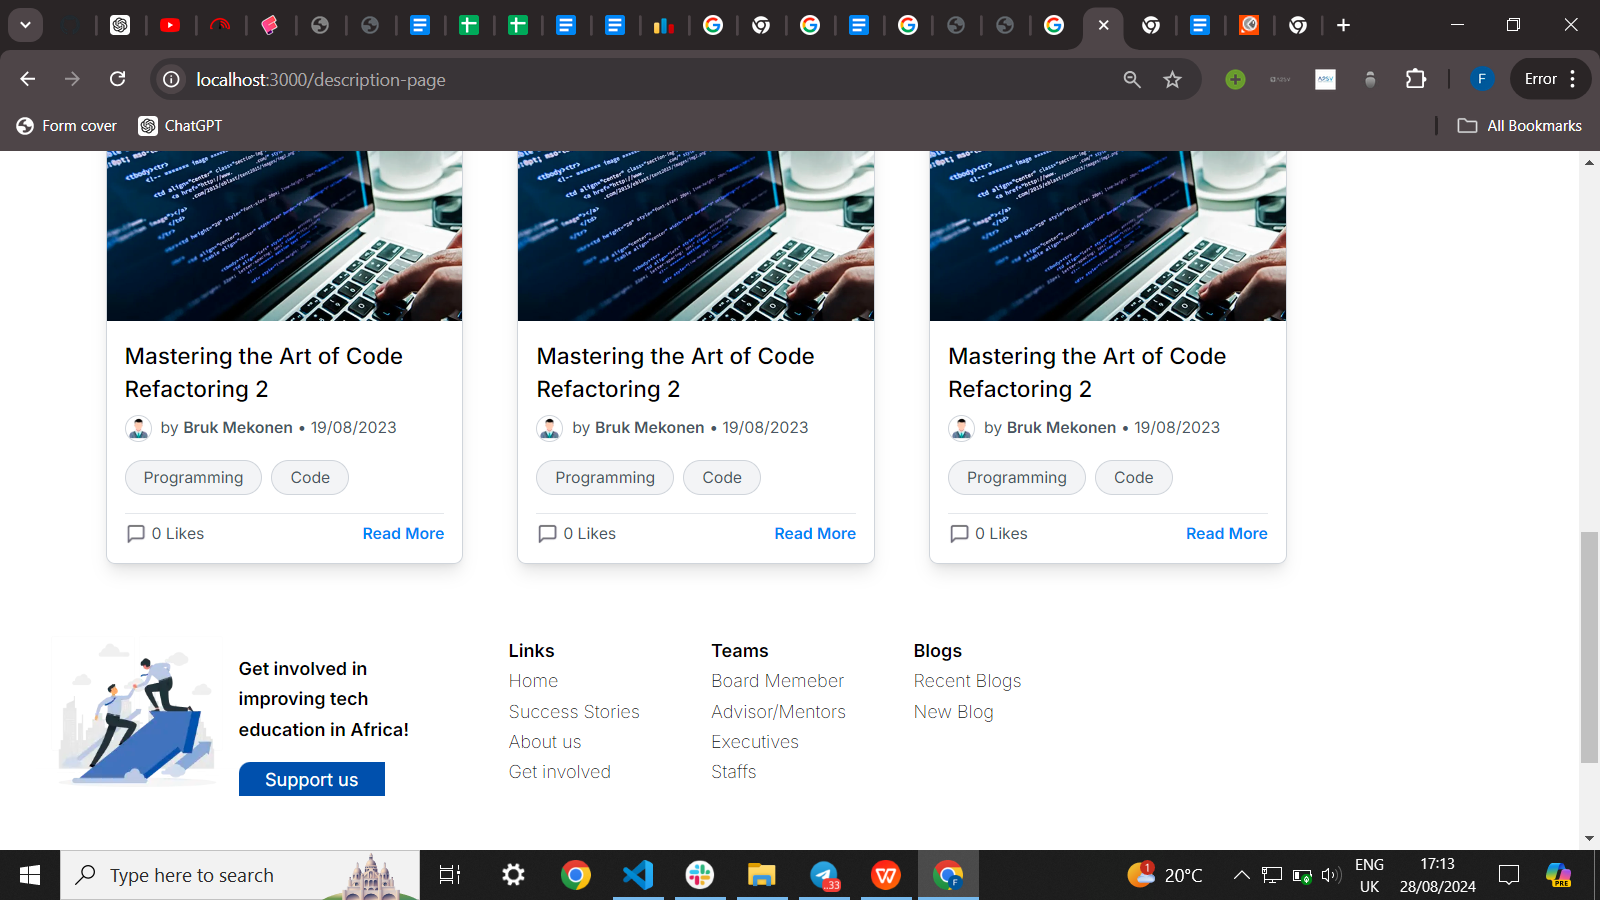 localhost:3000/description-page
Error
Form cover
ChatGPT
All Bookmarks
Mastering the Art of Code
Refactoring 2
by Bruk Mekonen • 19/08/2023
Programming Code
0 Likes Read More
Mastering the Art of Code
Refactoring 2
by Bruk Mekonen • 19/08/2023
Programming Code
0 Likes Read More
Mastering the Art of Code
Refactoring 2
by Bruk Mekonen • 19/08/2023
Programming Code
0 Likes Read More
Get involved in
improving tech
education in Africa!
Support us
Links
Home
Success Stories
About us
Get involved
Teams
Board Memeber
Advisor/Mentors
Executives
Staffs
Blogs
Recent Blogs
New Blog
Type here to search
20°C
ENG
UK
17:13
28/08/2024